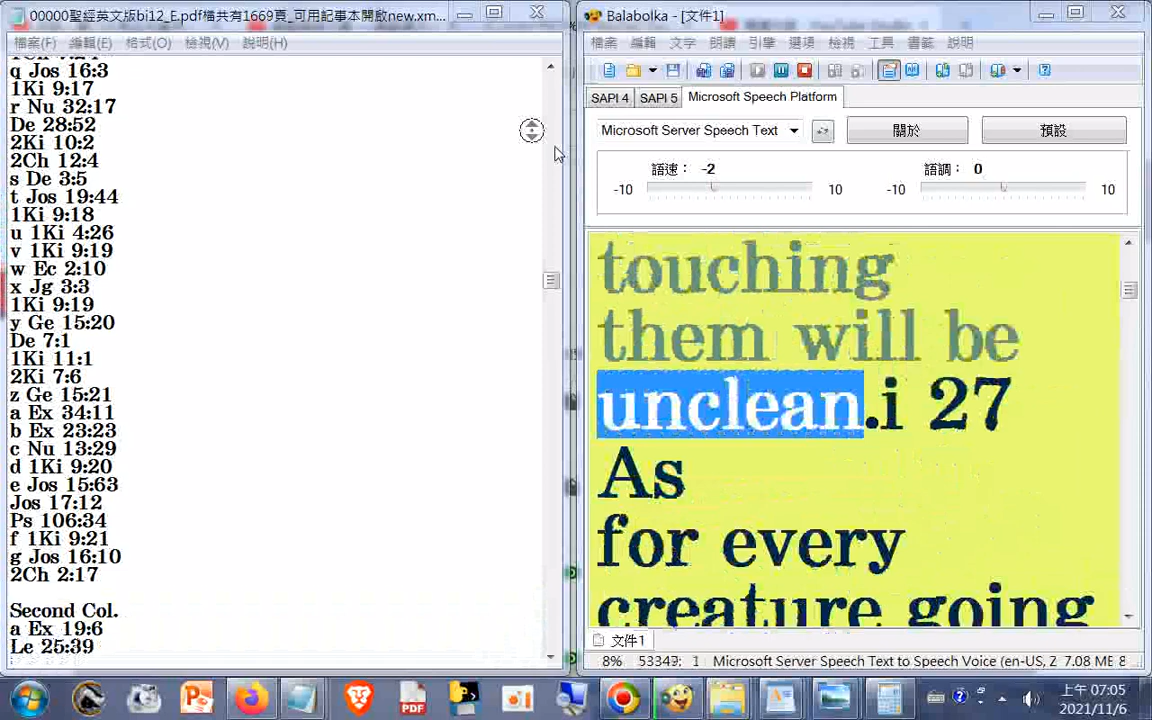 00000聖經英文版bi12_E.pdf檔共有1669頁_可用記事本開啟new.xm...
檔案(F) 編輯(E) 格式(O) 檢視(V) 說明(H)
q Jos 16:3
1Ki 9:17
r Nu 32:17
De 28:52
2Ki 10:2
2Ch 12:4
s De 3:5
t Jos 19:44
1Ki 9:18
u 1Ki 4:26
v 1Ki 9:19
w Ec 2:10
x Jg 3:3
1Ki 9:19
y Ge 15:20
De 7:1
1Ki 11:1
2Ki 7:6
z Ge 15:21
a Ex 34:11
b Ex 23:23
c Nu 13:29
d 1Ki 9:20
e Jos 15:63
Jos 17:12
Ps 106:34
f 1Ki 9:21
g Jos 16:10
2Ch 2:17
Second Col.
a Ex 19:6
Le 25:39
Balabolka - [文件1]
檔案 編輯 文字 朗讀 引擎 選項 檢視 工具 書籤 說明
SAPI 4 SAPI 5 Microsoft Speech Platform
Microsoft Server Speech Text 關於 預設
語速: -2 語調: 0
-10 10 -10 10
touching
them will be
unclean.i 27
As
for every
creature going
文件1
8% 53349: 1 Microsoft Server Speech Text to Speech Voice (en-US, 2 7.08 MB 8
PDF
上午 07:05
2021/11/6